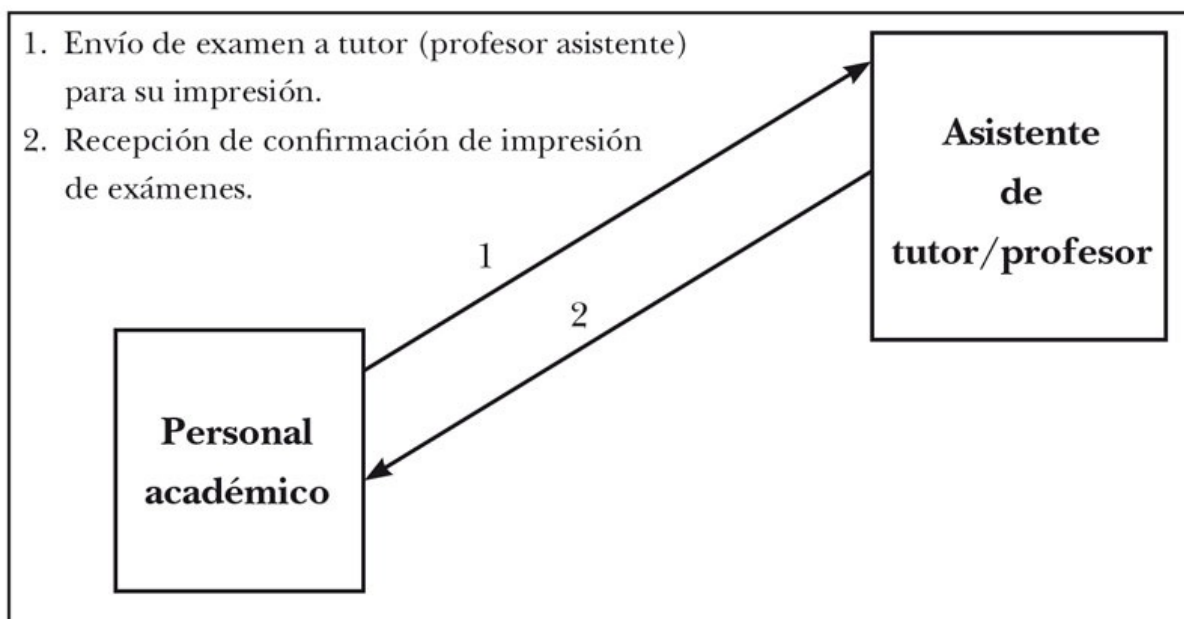 1. Envío de examen a tutor (profesor asistente)
para su impresión.
2. Recepción de confirmación de impresión
de exámenes.
Asistente
de
tutor/profesor
1
2
Personal
académico